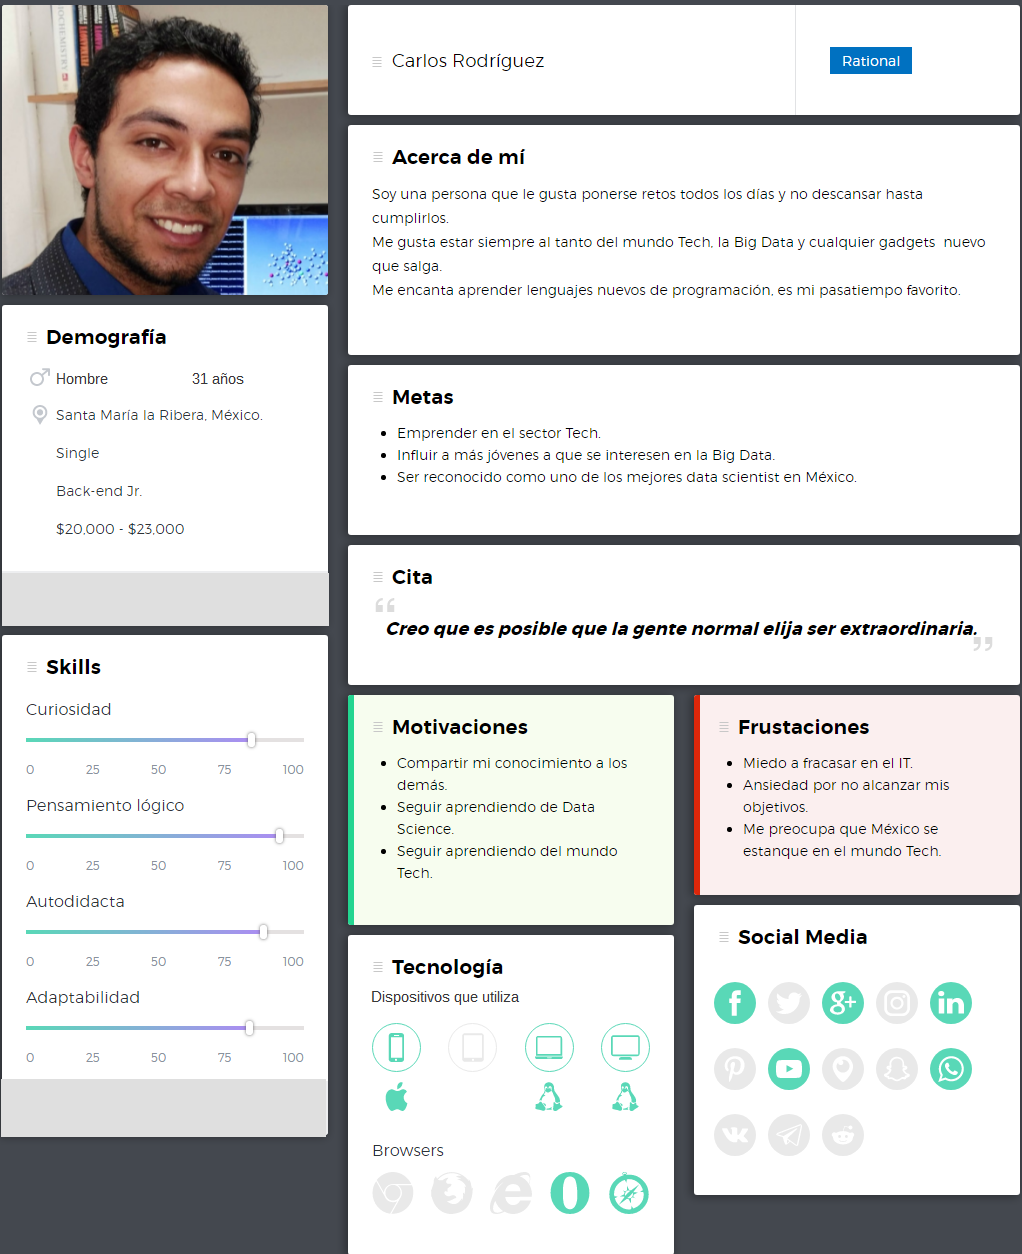 OCHEMISTRY
Carlos Rodríguez
Rational
Acerca de mí
Soy una persona que le gusta ponerse retos todos los días y no descansar hasta
cumplirlos.
Me gusta estar siempre al tanto del mundo Tech, la Big Data y cualquier gadgets  nuevo
que salga.
Me encanta aprender lenguajes nuevos de programación, es mi pasatiempo favorito.
Demografía
Hombre 31 años
Santa María la Ribera, México.
Single
Back-end Jr.
$20,000 - $23,000
Metas
Emprender en el sector Tech.
Influir a más jóvenes a que se interesen en la Big Data.
Ser reconocido como uno de los mejores data scientist en México.
Cita
“ Creo que es posible que la gente normal elija ser extraordinaria. ”
Skills
Curiosidad
0 25 50 75 100
Pensamiento lógico
0 25 50 75 100
Autodidacta
0 25 50 75 100
Adaptabilidad
0 25 50 75 100
Motivaciones
Compartir mi conocimiento a los
demás.
Seguir aprendiendo de Data
Science.
Seguir aprendiendo del mundo
Tech.
Frustaciones
Miedo a fracasar en el IT.
Ansiedad por no alcanzar mis
objetivos.
Me preocupa que México se
estanque en el mundo Tech.
Tecnología
Dispositivos que utiliza
Browsers
Social Media